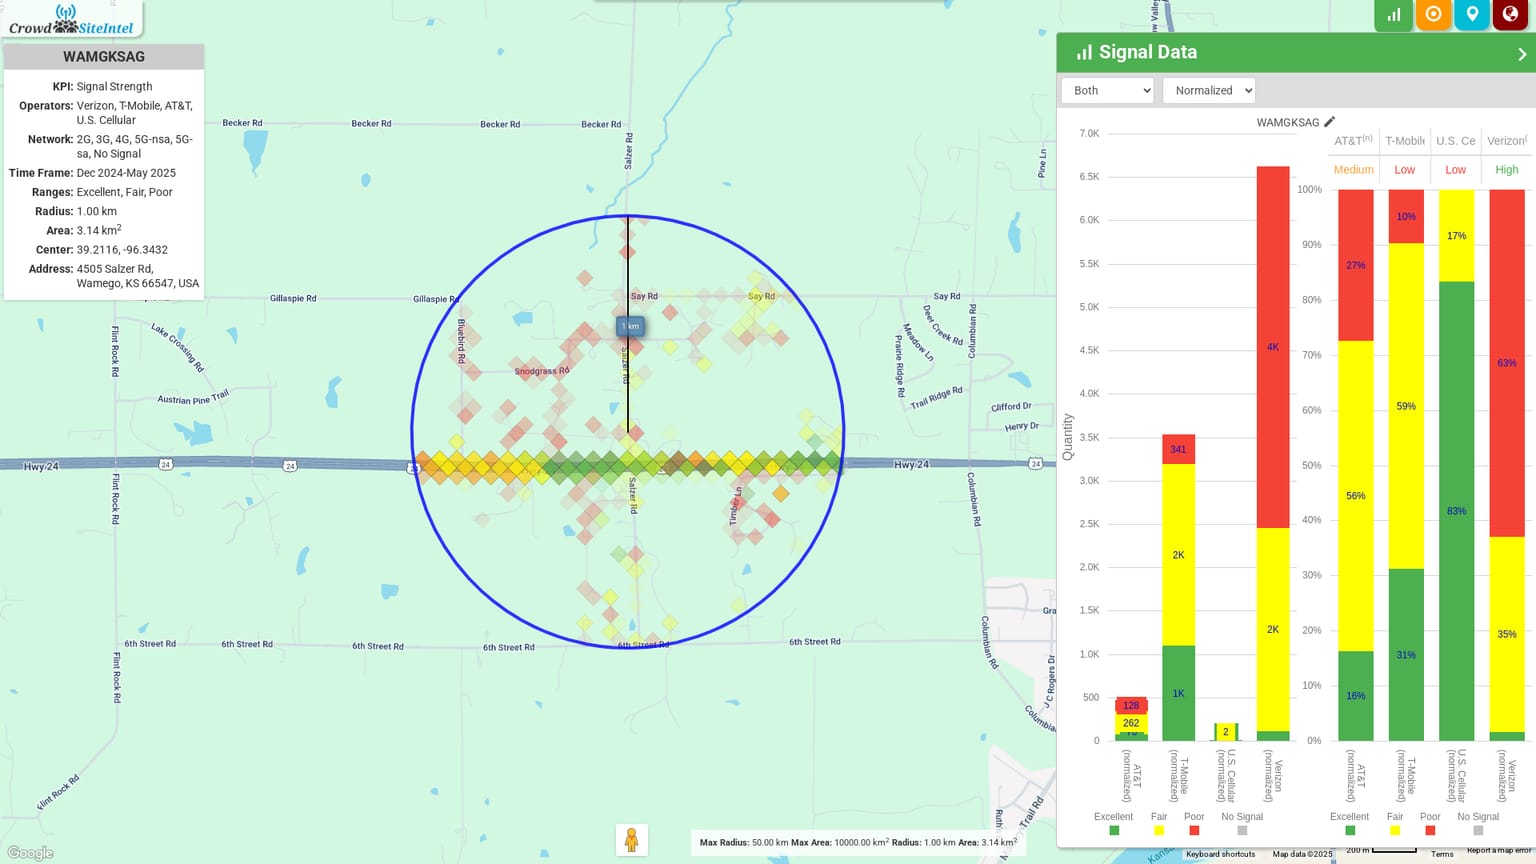 Crowd SiteIntel
WAMGKSAG
KPI: Signal Strength
Operators: Verizon, T-Mobile, AT&T,
U.S. Cellular
Network: 2G, 3G, 4G, 5G-nsa, 5G-
sa, No Signal
Time Frame: Dec 2024-May 2025
Ranges: Excellent, Fair, Poor
Radius: 1.00 km
Area: 3.14 km²
Center: 39.2116, -96.3432
Address: 4505 Salzer Rd,
Wamego, KS 66547, USA
Becker Rd
Becker Rd
Becker Rd
Becker Rd
Salzer Rd
Pine Ln
Gillaspie Rd
Gillaspie Rd
Say Rd
Say Rd
Say Rd
1 km
Flint Rock Rd
Lake Crossing Rd
Bluebird Rd
Salzer Rd
Snodgrass Rd
Deer Creek Rd
Meadow Ln
Prairie Ridge Rd
Columbian Rd
Austrian Pine Trail
Trail Ridge Rd
Clifford Dr
Henry Dr
Hwy 24
24
24
24
Hwy 24
24
Flint Rock Rd
Salzer Rd
Timber Ln
Columbian Rd
6th Street Rd
6th Street Rd
6th Street Rd
6th Street Rd
6th Street Rd
6th Street Rd
Flint Rock Rd
Columbian Rd
Gra
J C Rogers Dr
Columbia
Flint Rock Rd
Ruth
Trail Rd
Google
Max Radius: 50.00 km Max Area: 10000.00 km² Radius: 1.00 km Area: 3.14 km²
Signal Data
Both
Normalized
WAMGKSAG
7.0K
6.5K
6.0K
5.5K
5.0K
4.5K
4.0K
3.5K
3.0K
2.5K
2.0K
1.5K
1.0K
500
0
Quantity
128
262
341
2K
1K
2
4K
2K
AT&T (normalized)
T-Mobile (normalized)
U.S. Cellular (normalized)
Verizon (normalized)
Excellent Fair Poor No Signal
AT&T(n) T-Mobile U.S. Ce Verizon(
Medium Low Low High
100%
90%
80%
70%
60%
50%
40%
30%
20%
10%
0%
27%
56%
16%
10%
59%
31%
17%
83%
63%
35%
AT&T (normalized)
T-Mobile (normalized)
U.S. Cellular (normalized)
Verizon (normalized)
Excellent Fair Poor No Signal
Keyboard shortcuts Map data ©2025 200 m Terms Report a map error